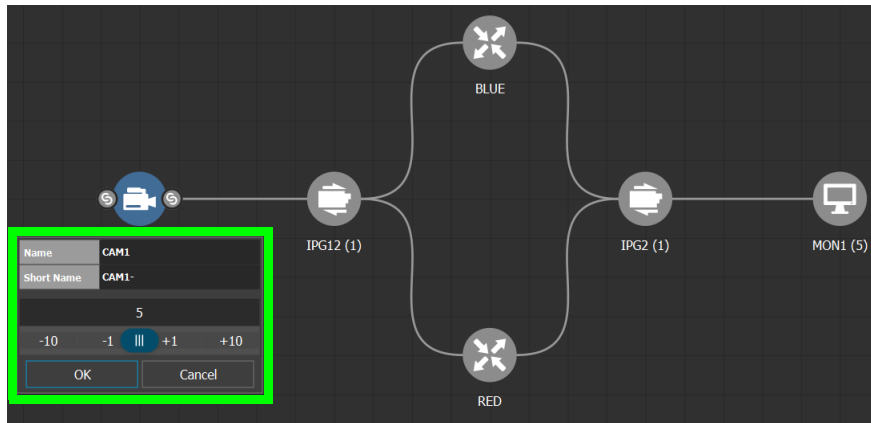 BLUE
IPG12 (1)
IPG2 (1)
MON1 (5)
Name CAM1
Short Name CAM1-
5
-10 -1 +1 +10
OK Cancel
RED